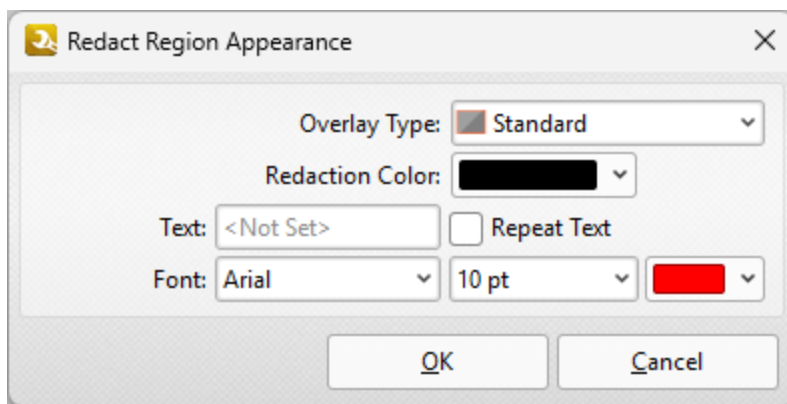 Redact Region Appearance
Overlay Type: Standard
Redaction Color:
Text: <Not Set> Repeat Text
Font: Arial 10 pt
OK Cancel